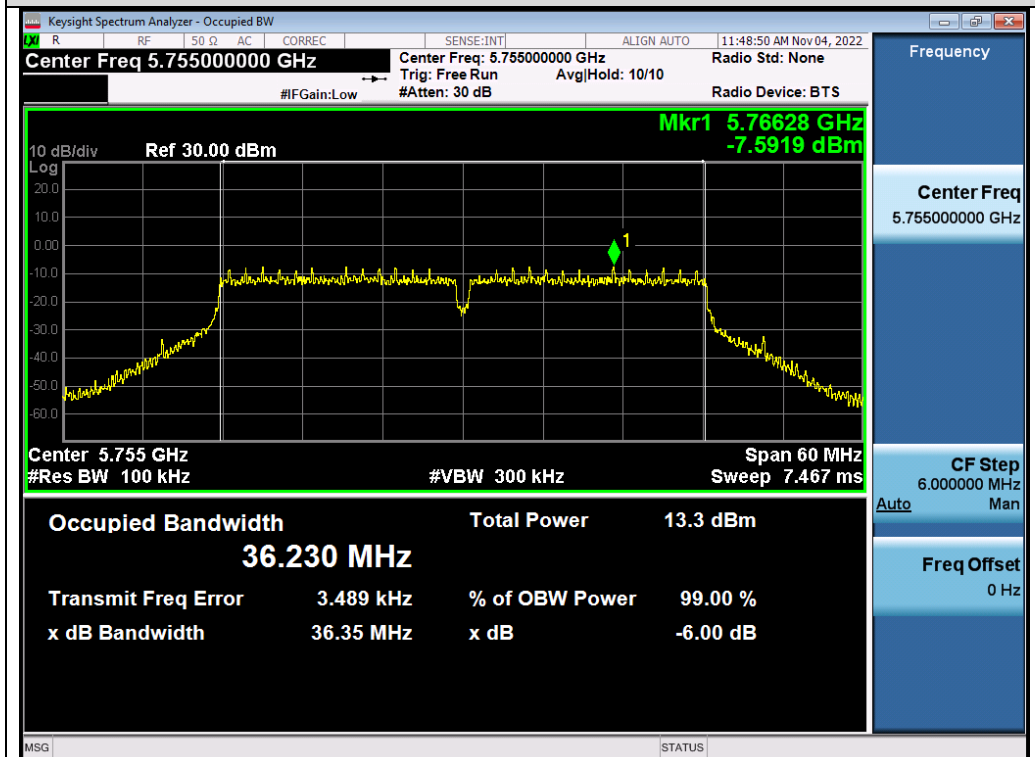 Keysight Spectrum Analyzer - Occupied BW
LXI R RF 50 Ω AC CORREC SENSE:INT ALIGN AUTO 11:48:50 AM Nov 04, 2022
Center Freq 5.755000000 GHz
#IFGain:Low
Center Freq: 5.755000000 GHz
Trig: Free Run Avg|Hold: 10/10
#Atten: 30 dB
Radio Std: None
Radio Device: BTS
Mkr1 5.76628 GHz
-7.5919 dBm
10 dB/div Ref 30.00 dBm
Log
20.0
10.0
0.00
-10.0
-20.0
-30.0
-40.0
-50.0
-60.0
1
Center 5.755 GHz Span 60 MHz
#Res BW 100 kHz #VBW 300 kHz Sweep 7.467 ms
Occupied Bandwidth Total Power 13.3 dBm
36.230 MHz
Transmit Freq Error 3.489 kHz % of OBW Power 99.00 %
x dB Bandwidth 36.35 MHz x dB -6.00 dB
Frequency
Center Freq
5.755000000 GHz
CF Step
6.000000 MHz
Auto Man
Freq Offset
0 Hz
MSG STATUS